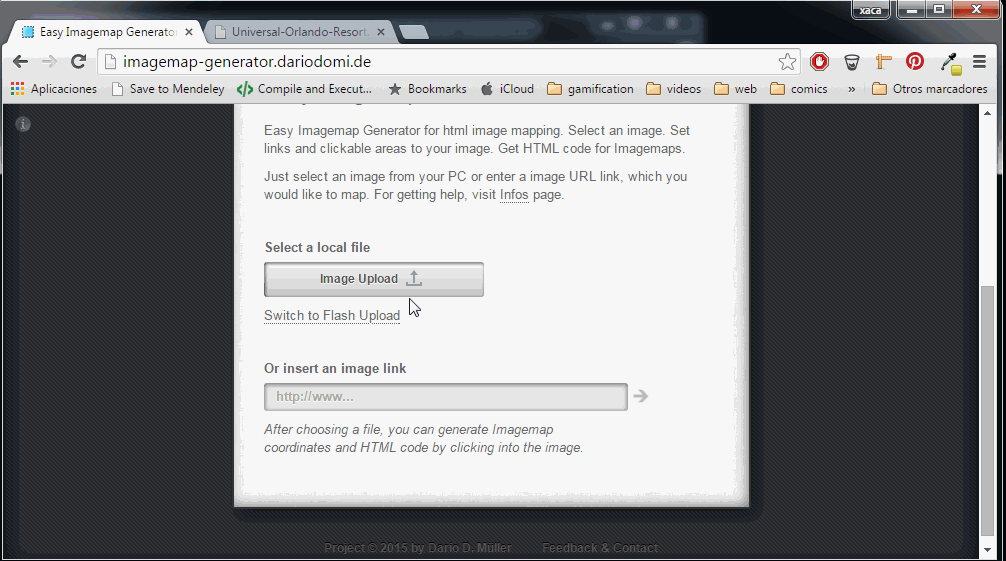 xaca
Easy Imagemap Generator
Universal-Orlando-Resort.
imagemap-generator.dariodomi.de
Aplicaciones
Save to Mendeley
Compile and Execut...
Bookmarks
iCloud
gamification
videos
web
comics
»
Otros marcadores
Easy Imagemap Generator for html image mapping. Select an image. Set
links and clickable areas to your image. Get HTML code for Imagemaps.
Just select an image from your PC or enter a image URL link, which you
would like to map. For getting help, visit Infos page.
Select a local file
Image Upload
Switch to Flash Upload
Or insert an image link
http://www...
After choosing a file, you can generate Imagemap
coordinates and HTML code by clicking into the image.
Project © 2015 by Dario D. Müller
Feedback & Contact